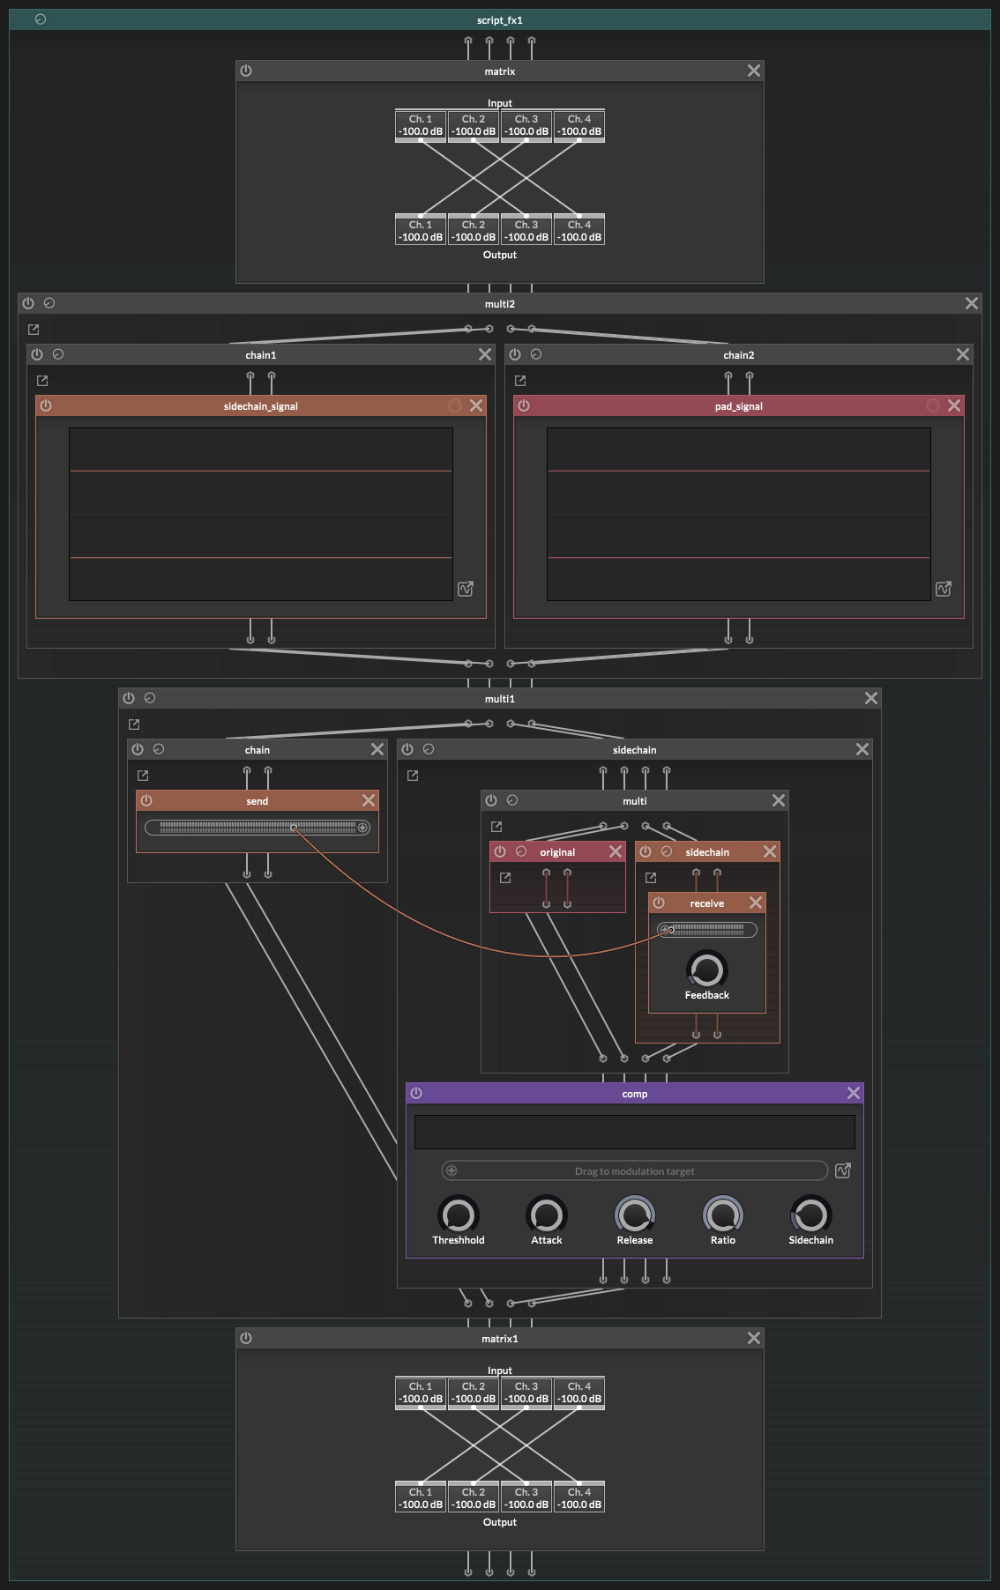 script_fx1
matrix
Input
Ch. 1 Ch. 2 Ch. 3 Ch. 4
-100.0 dB -100.0 dB -100.0 dB -100.0 dB
Ch. 1 Ch. 2 Ch. 3 Ch. 4
-100.0 dB -100.0 dB -100.0 dB -100.0 dB
Output
multi2
chain1 chain2
sidechain_signal pad_signal
multi1
chain sidechain
send multi
original sidechain
receive
Feedback
comp
Drag to modulation target
Threshhold Attack Release Ratio Sidechain
matrix1
Input
Ch. 1 Ch. 2 Ch. 3 Ch. 4
-100.0 dB -100.0 dB -100.0 dB -100.0 dB
Ch. 1 Ch. 2 Ch. 3 Ch. 4
-100.0 dB -100.0 dB -100.0 dB -100.0 dB
Output